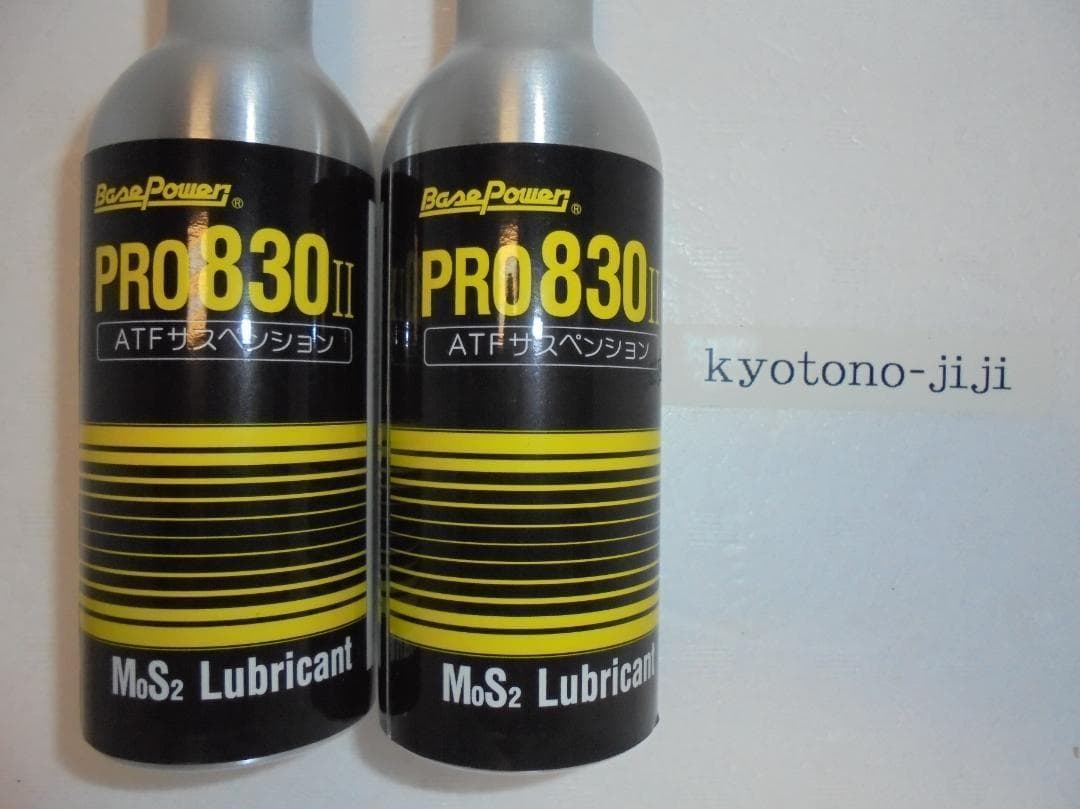 BasePower®
PRO830II
ATFサスペンション
MoS2 Lubricant
BasePower®
PRO830II
ATFサスペンション
MoS2 Lubricant
kyotono-jiji